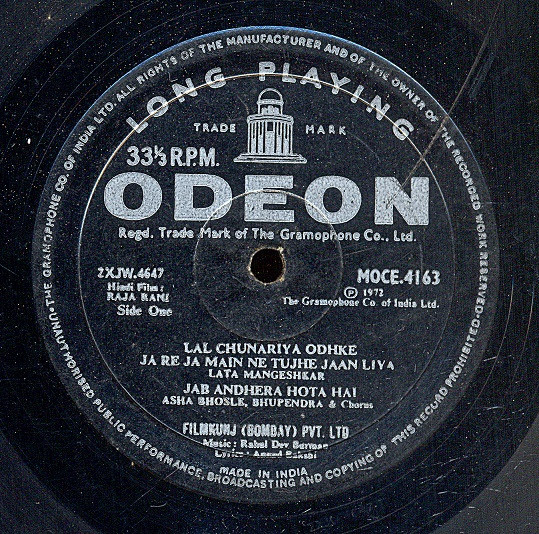 UNAUTHORISED PUBLIC PERFORMANCE, BROADCASTING AND COPYING OF THIS RECORD PROHIBITED.
THE GRAMOPHONE CO. OF INDIA LTD. ALL RIGHTS OF THE MANUFACTURER AND OF THE OWNER OF THE RECORDED WORK RESERVED.
LONG PLAYING
TRADE MARK
33⅓ R.P.M.
ODEON
Regd. Trade Mark of The Gramophone Co., Ltd.
2XJW.4647
Hindi Film :
RAJA RANI
Side One
MOCE.4163
Ⓟ 1972
The Gramophone Co. of India Ltd.
LAL CHUNARIYA ODHKE
JA RE JA MAIN NE TUJHE JAAN LIYA
LATA MANGESHKAR
JAB ANDHERA HOTA HAI
ASHA BHOSLE, BHUPENDRA & Chorus
FILMKUNJ (BOMBAY) PVT. LTD
Music : Rahul Dev Burman
Lyrics : Anand Bakshi
MADE IN INDIA